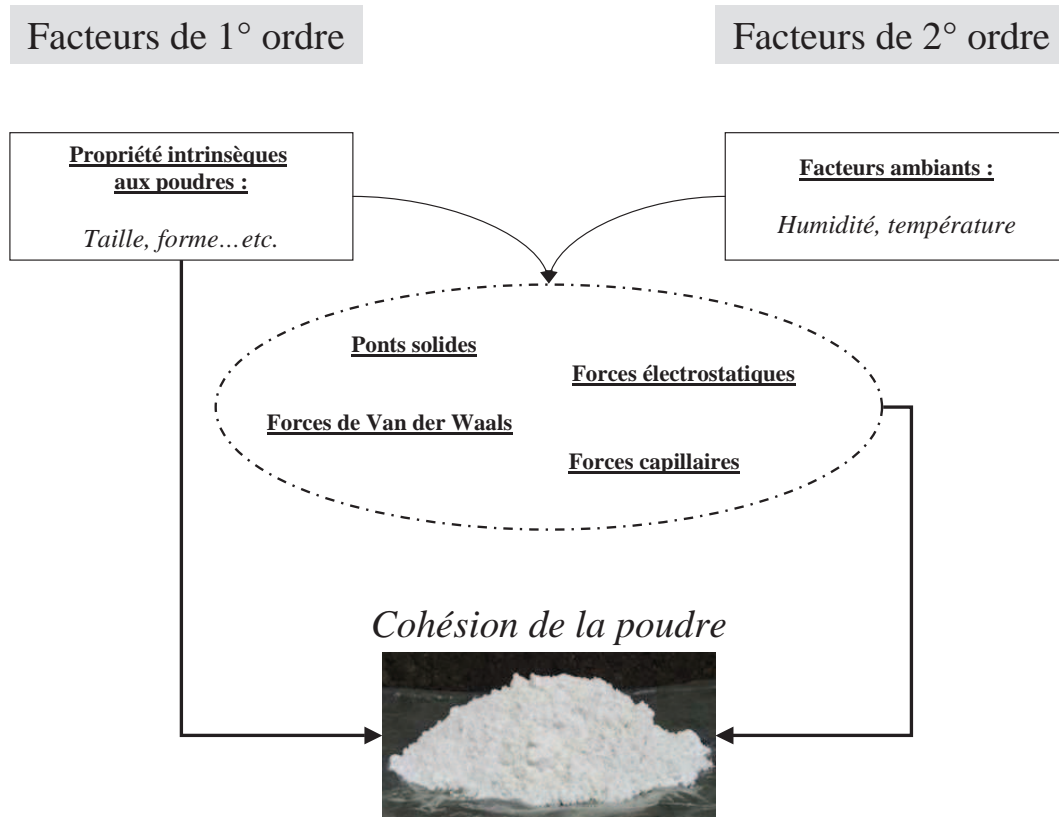 Facteurs de 1° ordre
Facteurs de 2° ordre
Propriété intrinsèques
aux poudres :
Taille, forme…etc.
Facteurs ambiants :
Humidité, température
Ponts solides
Forces électrostatiques
Forces de Van der Waals
Forces capillaires
Cohésion de la poudre